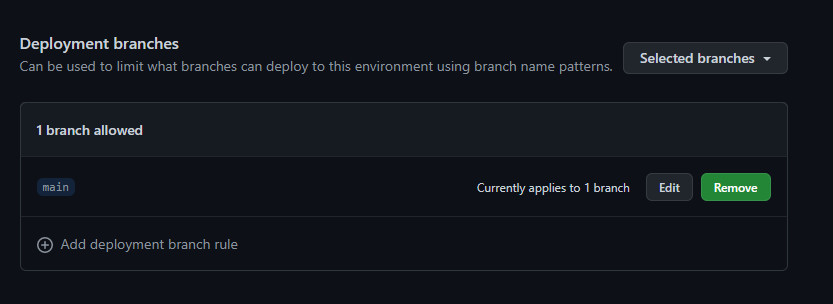 Deployment branches
Can be used to limit what branches can deploy to this environment using branch name patterns.
Selected branches
1 branch allowed
main
Currently applies to 1 branch
Edit
Remove
Add deployment branch rule